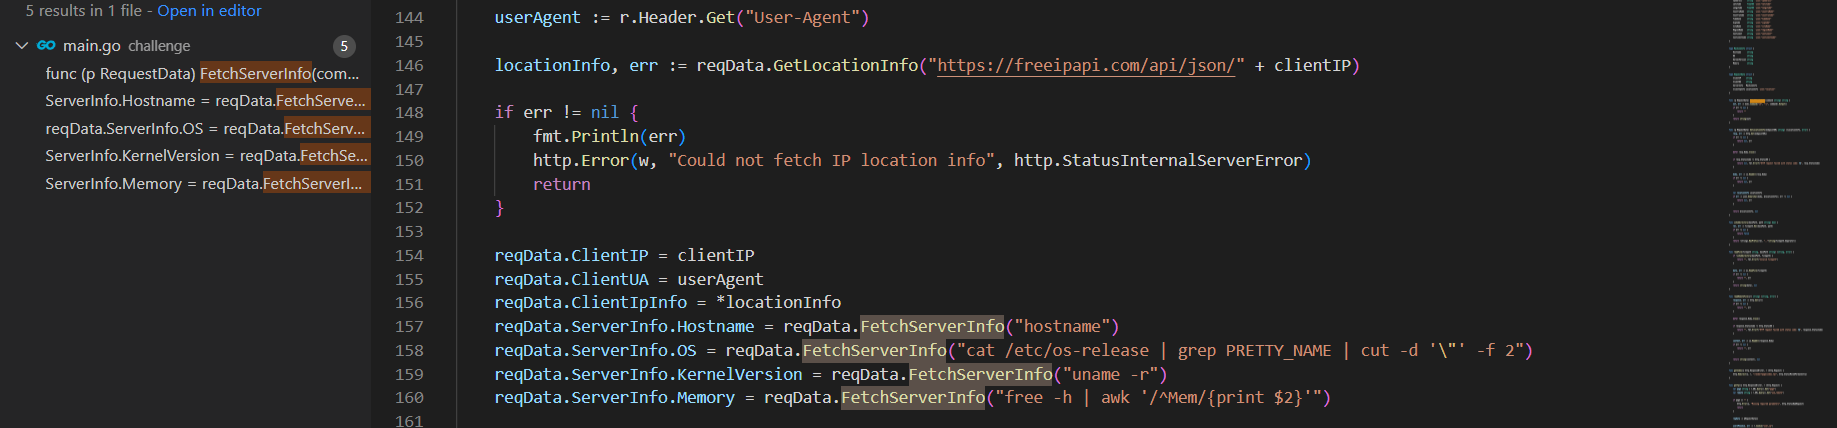 5 results in 1 file - Open in editor
main.go challenge 5
func (p RequestData) FetchServerInfo(com...
ServerInfo.Hostname = reqData.FetchServe...
reqData.ServerInfo.OS = reqData.FetchServ...
ServerInfo.KernelVersion = reqData.FetchSe...
ServerInfo.Memory = reqData.FetchServerI...
144 userAgent := r.Header.Get("User-Agent")
145
146 locationInfo, err := reqData.GetLocationInfo("https://freeipapi.com/api/json/" + clientIP)
147
148 if err != nil {
149 fmt.Println(err)
150 http.Error(w, "Could not fetch IP location info", http.StatusInternalServerError)
151 return
152 }
153
154 reqData.ClientIP = clientIP
155 reqData.ClientUA = userAgent
156 reqData.ClientIpInfo = *locationInfo
157 reqData.ServerInfo.Hostname = reqData.FetchServerInfo("hostname")
158 reqData.ServerInfo.OS = reqData.FetchServerInfo("cat /etc/os-release | grep PRETTY_NAME | cut -d '\"' -f 2")
159 reqData.ServerInfo.KernelVersion = reqData.FetchServerInfo("uname -r")
160 reqData.ServerInfo.Memory = reqData.FetchServerInfo("free -h | awk '/^Mem/{print $2}'")
161